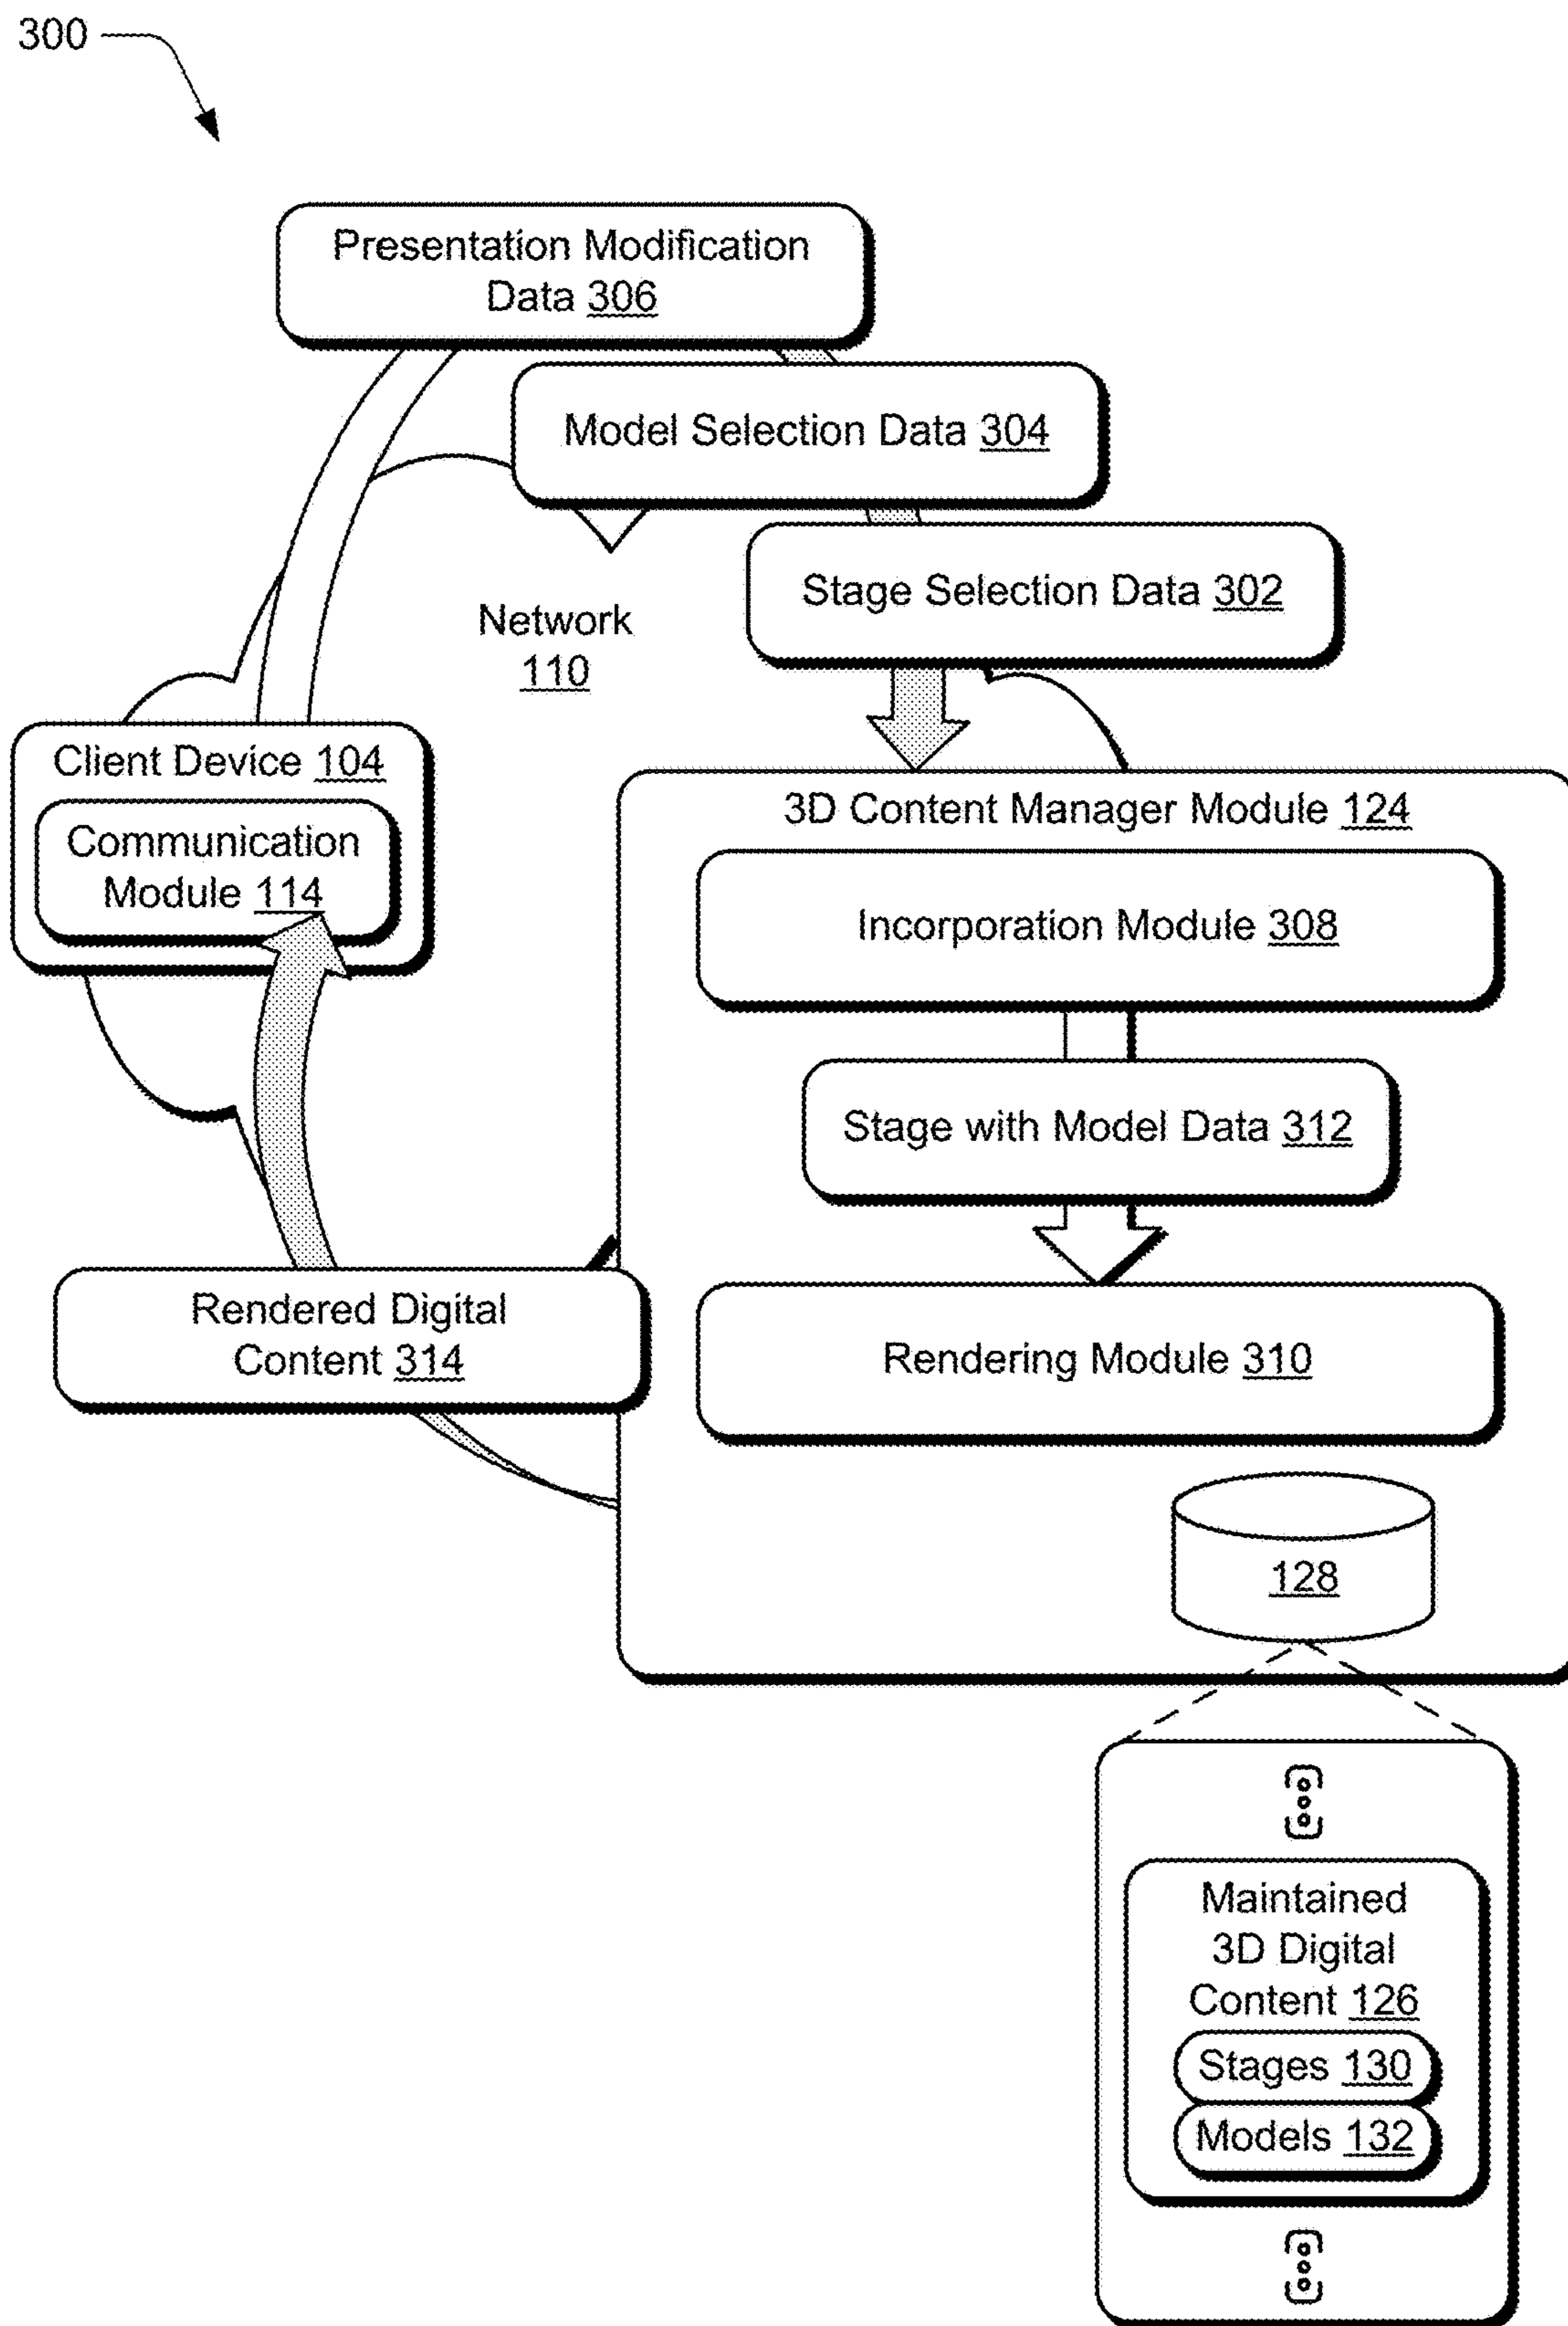 300
Presentation Modification
Data 306
Model Selection Data 304
Stage Selection Data 302
Network
110
Client Device 104
Communication
Module 114
3D Content Manager Module 124
Incorporation Module 308
Stage with Model Data 312
Rendered Digital
Content 314
Rendering Module 310
128
Maintained
3D Digital
Content 126
Stages 130
Models 132